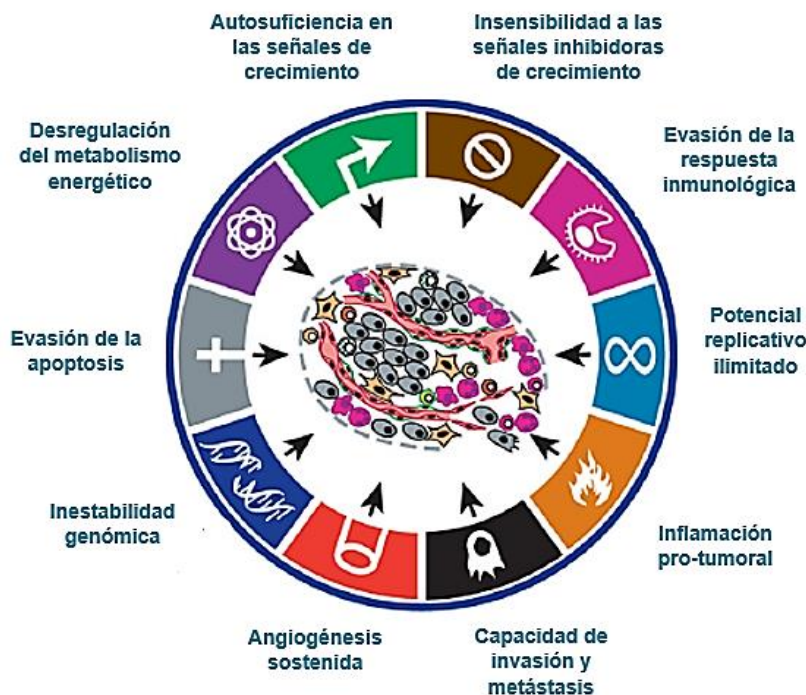 Autosuficiencia en
las señales de
crecimiento
Insensibilidad a las
señales inhibidoras
de crecimiento
Desregulación
del metabolismo
energético
Evasión de la
respuesta
inmunológica
Evasión de la
apoptosis
Potencial
replicativo
ilimitado
Inestabilidad
genómica
Inflamación
pro-tumoral
Angiogénesis
sostenida
Capacidad de
invasión y
metástasis